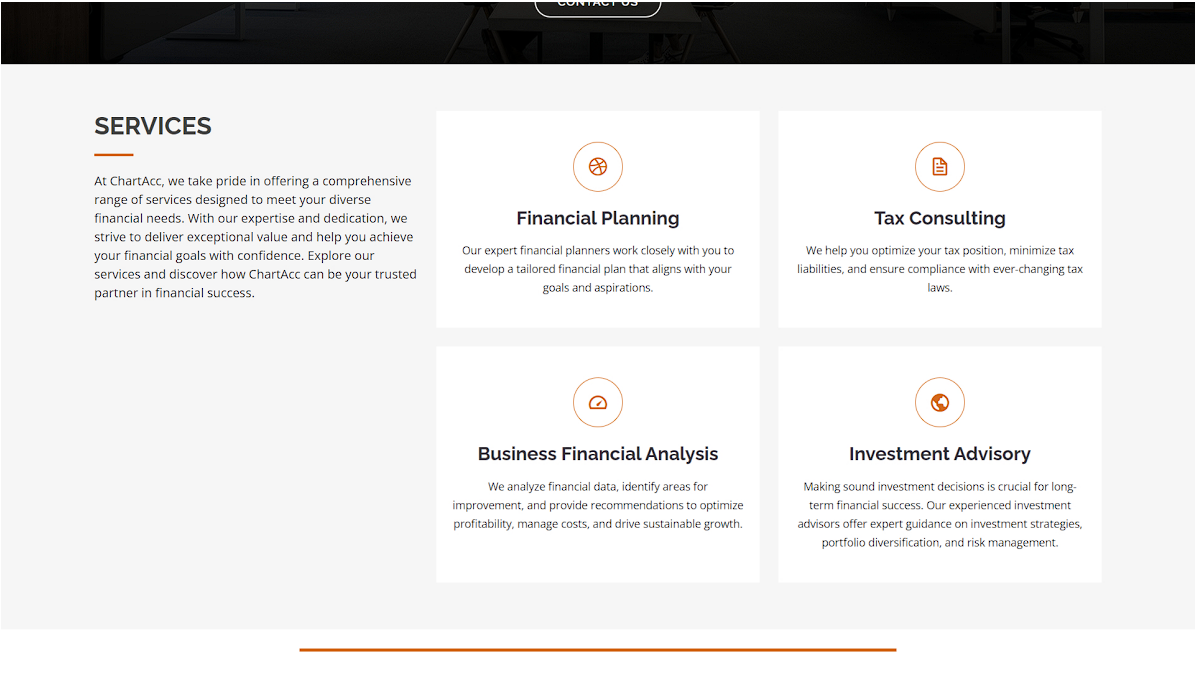 CONTACT US
SERVICES
At ChartAcc, we take pride in offering a comprehensive
range of services designed to meet your diverse
financial needs. With our expertise and dedication, we
strive to deliver exceptional value and help you achieve
your financial goals with confidence. Explore our
services and discover how ChartAcc can be your trusted
partner in financial success.
Financial Planning
Our expert financial planners work closely with you to
develop a tailored financial plan that aligns with your
goals and aspirations.
Tax Consulting
We help you optimize your tax position, minimize tax
liabilities, and ensure compliance with ever-changing tax
laws.
Business Financial Analysis
We analyze financial data, identify areas for
improvement, and provide recommendations to optimize
profitability, manage costs, and drive sustainable growth.
Investment Advisory
Making sound investment decisions is crucial for long-
term financial success. Our experienced investment
advisors offer expert guidance on investment strategies,
portfolio diversification, and risk management.